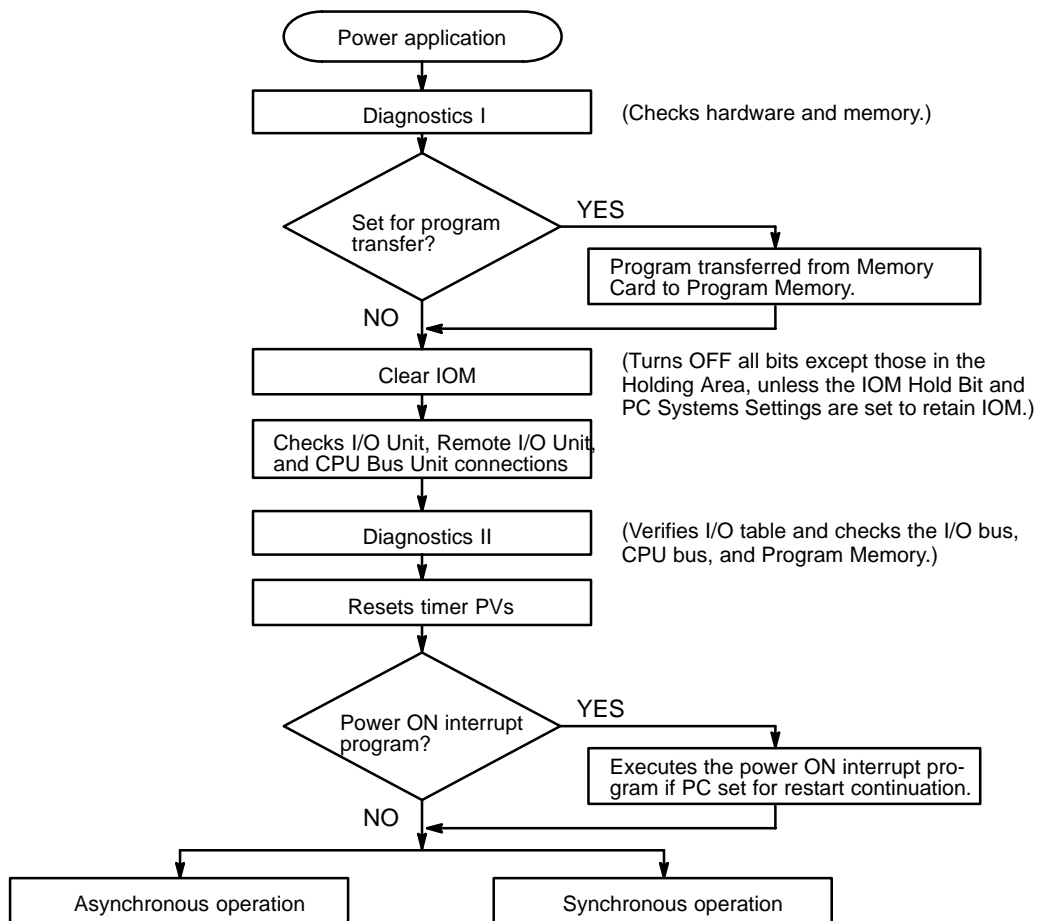 Power application
Diagnostics I
(Checks hardware and memory.)
Set for program
transfer?
YES
Program transferred from Memory
Card to Program Memory.
NO
Clear IOM
(Turns OFF all bits except those in the
Holding Area, unless the IOM Hold Bit and
PC Systems Settings are set to retain IOM.)
Checks I/O Unit, Remote I/O Unit,
and CPU Bus Unit connections
Diagnostics II
(Verifies I/O table and checks the I/O bus,
CPU bus, and Program Memory.)
Resets timer PVs
Power ON interrupt
program?
YES
Executes the power ON interrupt pro-
gram if PC set for restart continuation.
NO
Asynchronous operation
Synchronous operation